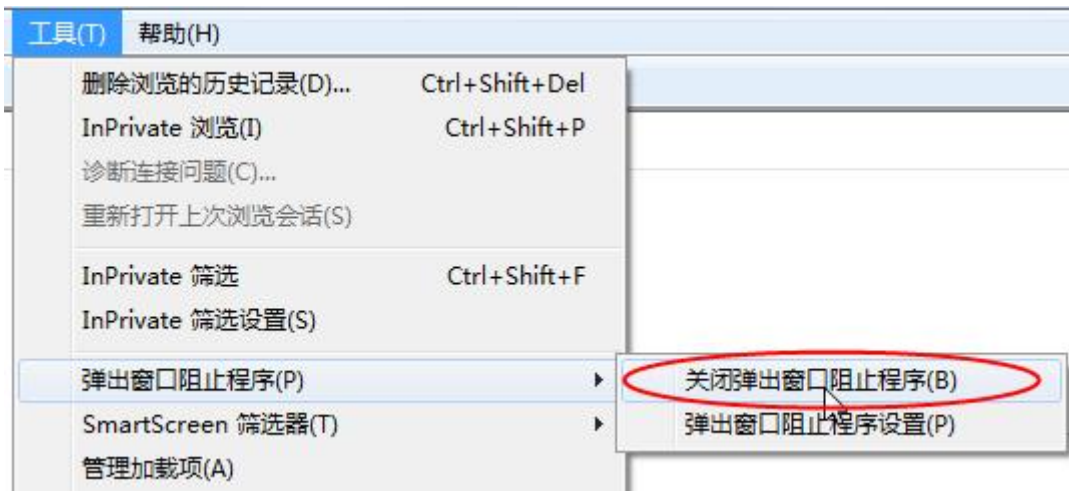 工具(T) 帮助(H)
删除浏览的历史记录(D)... Ctrl+Shift+Del
InPrivate 浏览(I) Ctrl+Shift+P
诊断连接问题(C)...
重新打开上次浏览会话(S)
InPrivate 筛选 Ctrl+Shift+F
InPrivate 筛选设置(S)
弹出窗口阻止程序(P) 关闭弹出窗口阻止程序(B)
SmartScreen 筛选器(T) 弹出窗口阻止程序设置(P)
管理加载项(A)